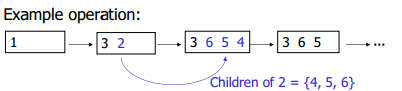 Example operation:
1 3 2 3 6 5 4 3 6 5 ...
Children of 2 = {4, 5, 6}